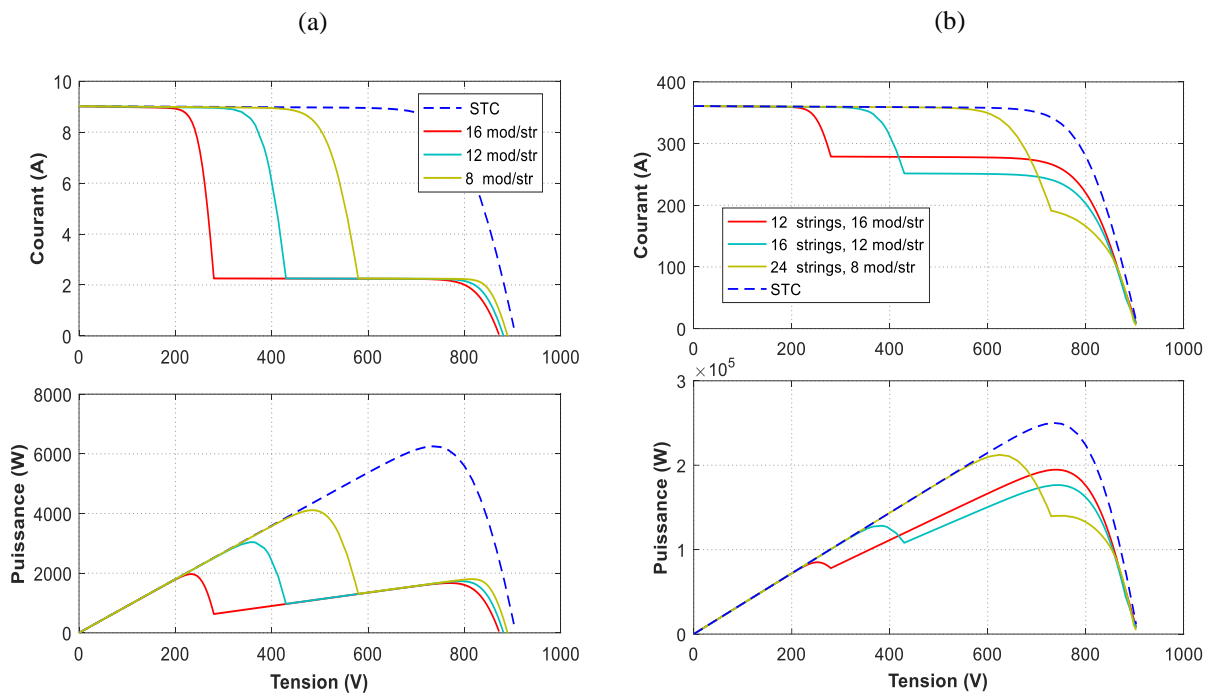 (a)
(b)
10
8
6
4
2
0
Courant (A)
STC
16 mod/str
12 mod/str
8 mod/str
0
200
400
600
800
1000
400
300
200
100
0
Courant (A)
12 strings, 16 mod/str
16 strings, 12 mod/str
24 strings, 8 mod/str
STC
0
200
400
600
800
1000
8000
6000
4000
2000
0
Puissance (W)
0
200
400
600
800
1000
Tension (V)
× 10^5
3
2
1
0
Puissance (W)
0
200
400
600
800
1000
Tension (V)